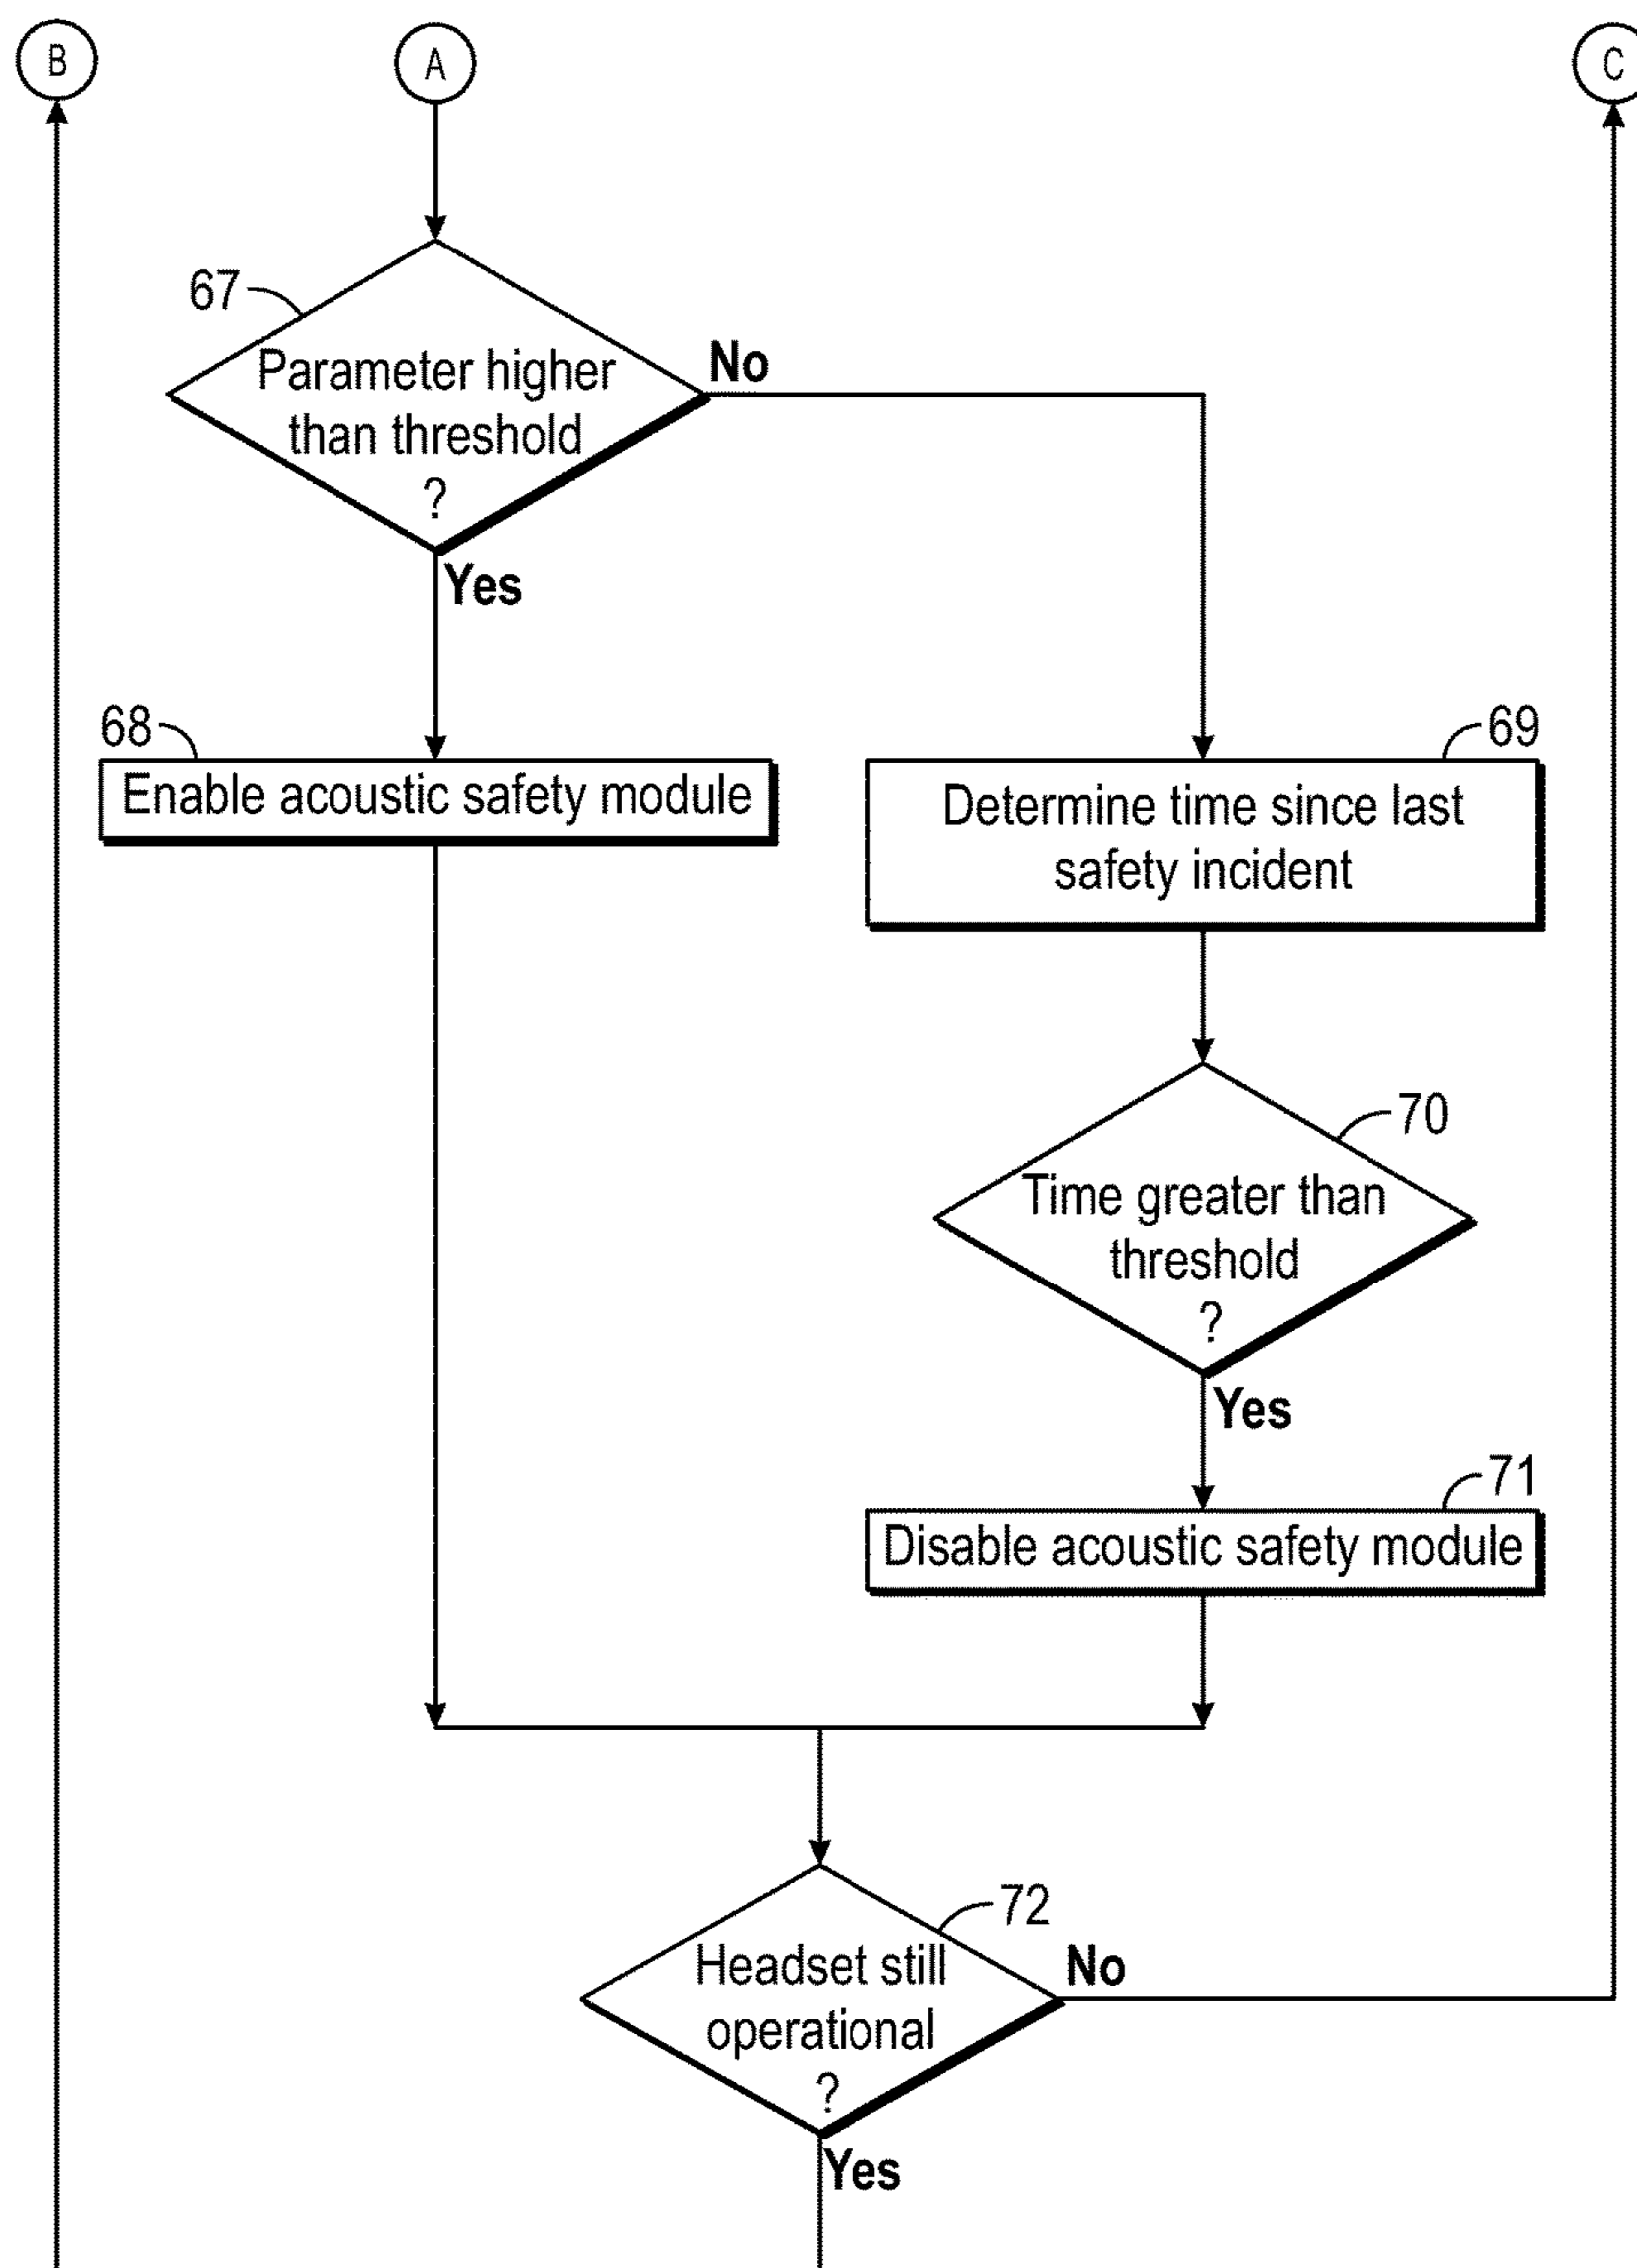 B
A
C
67
Parameter higher
than threshold
?
No
Yes
68
Enable acoustic safety module
69
Determine time since last
safety incident
70
Time greater than
threshold
?
Yes
71
Disable acoustic safety module
72
Headset still
operational
?
No
Yes